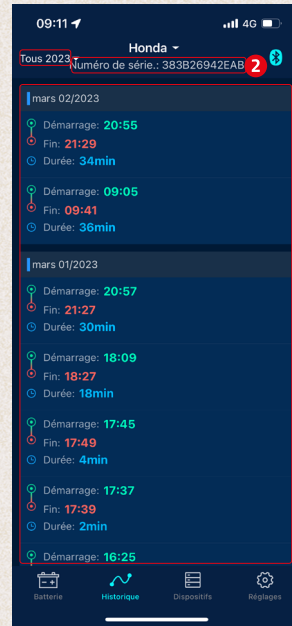 09:11 4G
Honda
Tous 2023
Numéro de série.: 383B26942EAB 2
mars 02/2023
Démarrage: 20:55
Fin: 21:29
Durée: 34min
Démarrage: 09:05
Fin: 09:41
Durée: 36min
mars 01/2023
Démarrage: 20:57
Fin: 21:27
Durée: 30min
Démarrage: 18:09
Fin: 18:27
Durée: 18min
Démarrage: 17:45
Fin: 17:49
Durée: 4min
Démarrage: 17:37
Fin: 17:39
Durée: 2min
Démarrage: 16:25
Batterie Historique Dispositifs Réglages